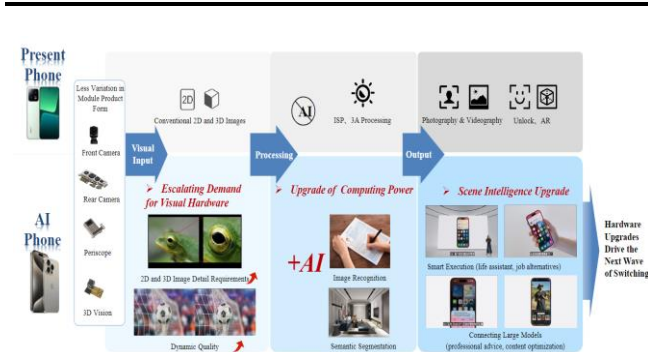 Present
Phone
AI
Phone
Less Variation in
Module Product
Form
Front Camera
Rear Camera
Periscope
3D Vision
Visual
Input
2D
Conventional 2D and 3D Images
Escalating Demand
for Visual Hardware
2D and 3D Image Detail Requirements
Dynamic Quality
Processing
AI
ISP、3A Processing
Upgrade of Computing Power
+AI
Image Recognition
Semantic Segmentation
Output
Photography & Videography
Unlock、AR
Scene Intelligence Upgrade
Smart Execution (life assistant, job alternatives)
Connecting Large Models
(professional advice, content optimization)
Hardware
Upgrades
Drive the
Next Wave
of Switching